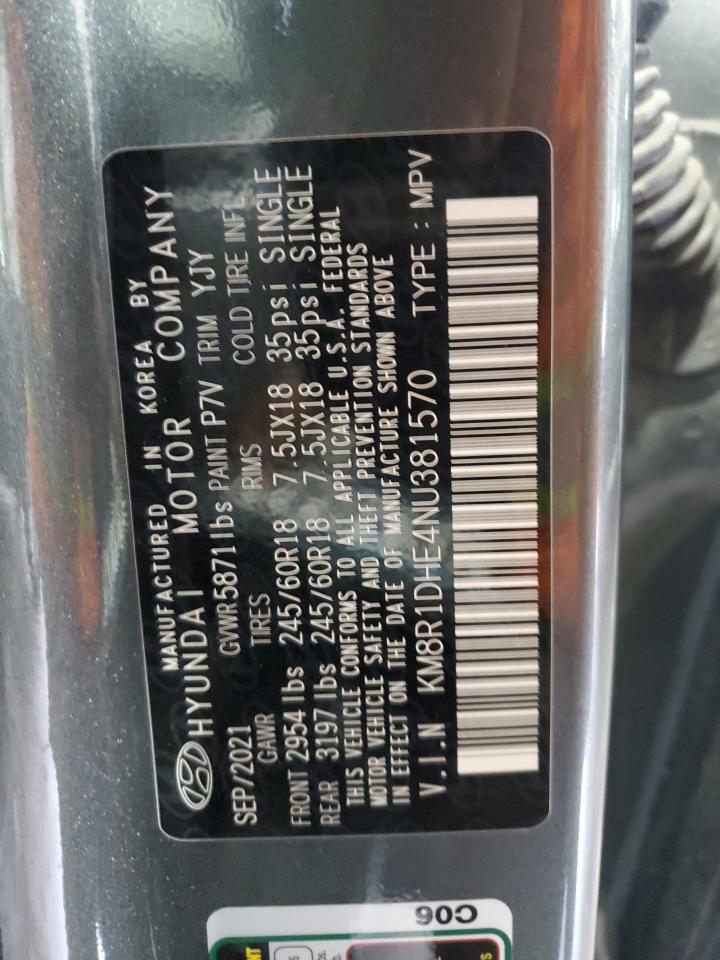 MANUFACTURED IN KOREA BY
HYUNDAI MOTOR COMPANY
SEP/2021 GVWR5871lbs PAINT P7V TRIM YJY
GAWR TIRES RIMS COLD TIRE INFL
FRONT 2954 lbs 245/60R18 7.5JX18 35psi SINGLE
REAR 3197 lbs 245/60R18 7.5JX18 35psi SINGLE
THIS VEHICLE CONFORMS TO ALL APPLICABLE U.S.A. FEDERAL
MOTOR VEHICLE SAFETY AND THEFT PREVENTION STANDARDS
IN EFFECT ON THE DATE OF MANUFACTURE SHOWN ABOVE
V.I.N KM8R1DHE4NU381570 TYPE : MPV
C06